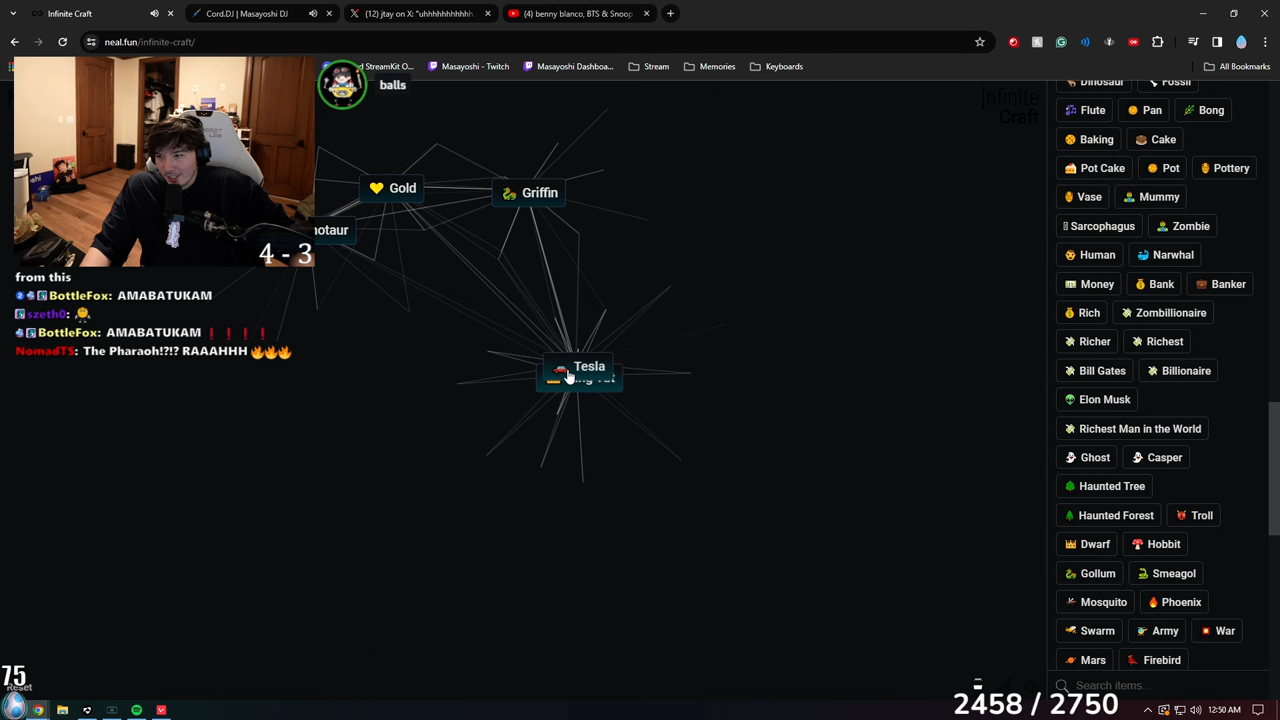 Infinite Craft
Cord.DJ | Masayoshi DJ
(12) jtay on X: "uhhhhhhhhhh
(4) benny blanco, BTS & Snoop
neal.fun/infinite-craft/
d StreamKit O...
Masayoshi - Twitch
Masayoshi Dashboa...
Stream
Memories
Keyboards
All Bookmarks
balls
Infinite
Craft
Gold
Griffin
notaur
4 - 3
Tesla
from this
BottleFox: AMABATUKAM
szeth0:
BottleFox: AMABATUKAM ❗❗❗❗
NomadTS: The Pharaoh!?!? RAAAHHH 🔥🔥🔥
Dinosaur Fossil
Flute Pan Bong
Baking Cake
Pot Cake Pot Pottery
Vase Mummy
Sarcophagus Zombie
Human Narwhal
Money Bank Banker
Rich Zombillionaire
Richer Richest
Bill Gates Billionaire
Elon Musk
Richest Man in the World
Ghost Casper
Haunted Tree
Haunted Forest Troll
Dwarf Hobbit
Gollum Smeagol
Mosquito Phoenix
Swarm Army War
Mars Firebird
Search items...
75
Reset
2458 / 2750
12:50 AM